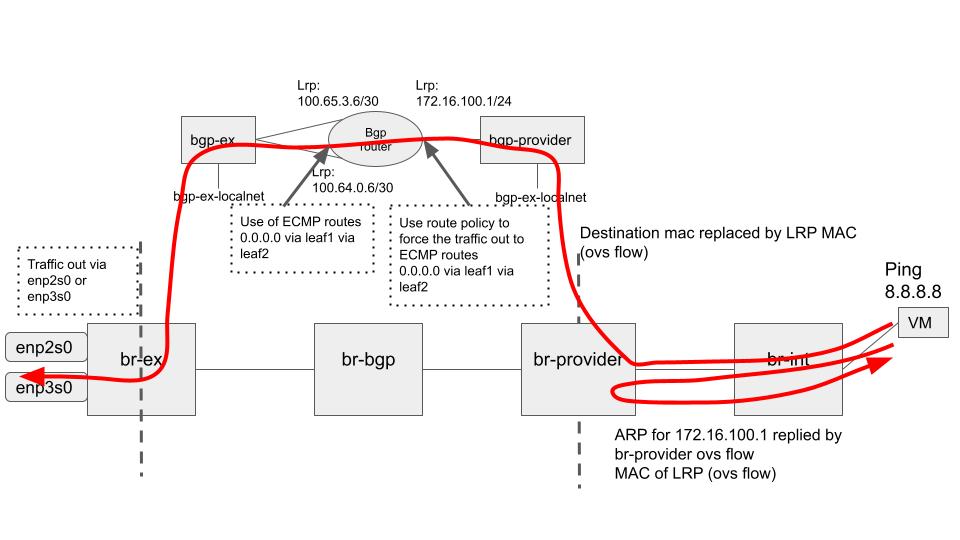 Lrp:
100.65.3.6/30
Lrp:
172.16.100.1/24
bgp-ex
Bgp
router
bgp-provider
Lrp:
100.64.0.6/30
bgp-ex-localnet
bgp-ex-localnet
Use of ECMP routes
0.0.0.0 via leaf1 via
leaf2
Use route policy to
force the traffic out to
ECMP routes
0.0.0.0 via leaf1 via
leaf2
Destination mac replaced by LRP MAC
(ovs flow)
Traffic out via
enp2s0 or
enp3s0
Ping
8.8.8.8
VM
enp2s0
enp3s0
br-ex
br-bgp
br-provider
br-int
ARP for 172.16.100.1 replied by
br-provider ovs flow
MAC of LRP (ovs flow)